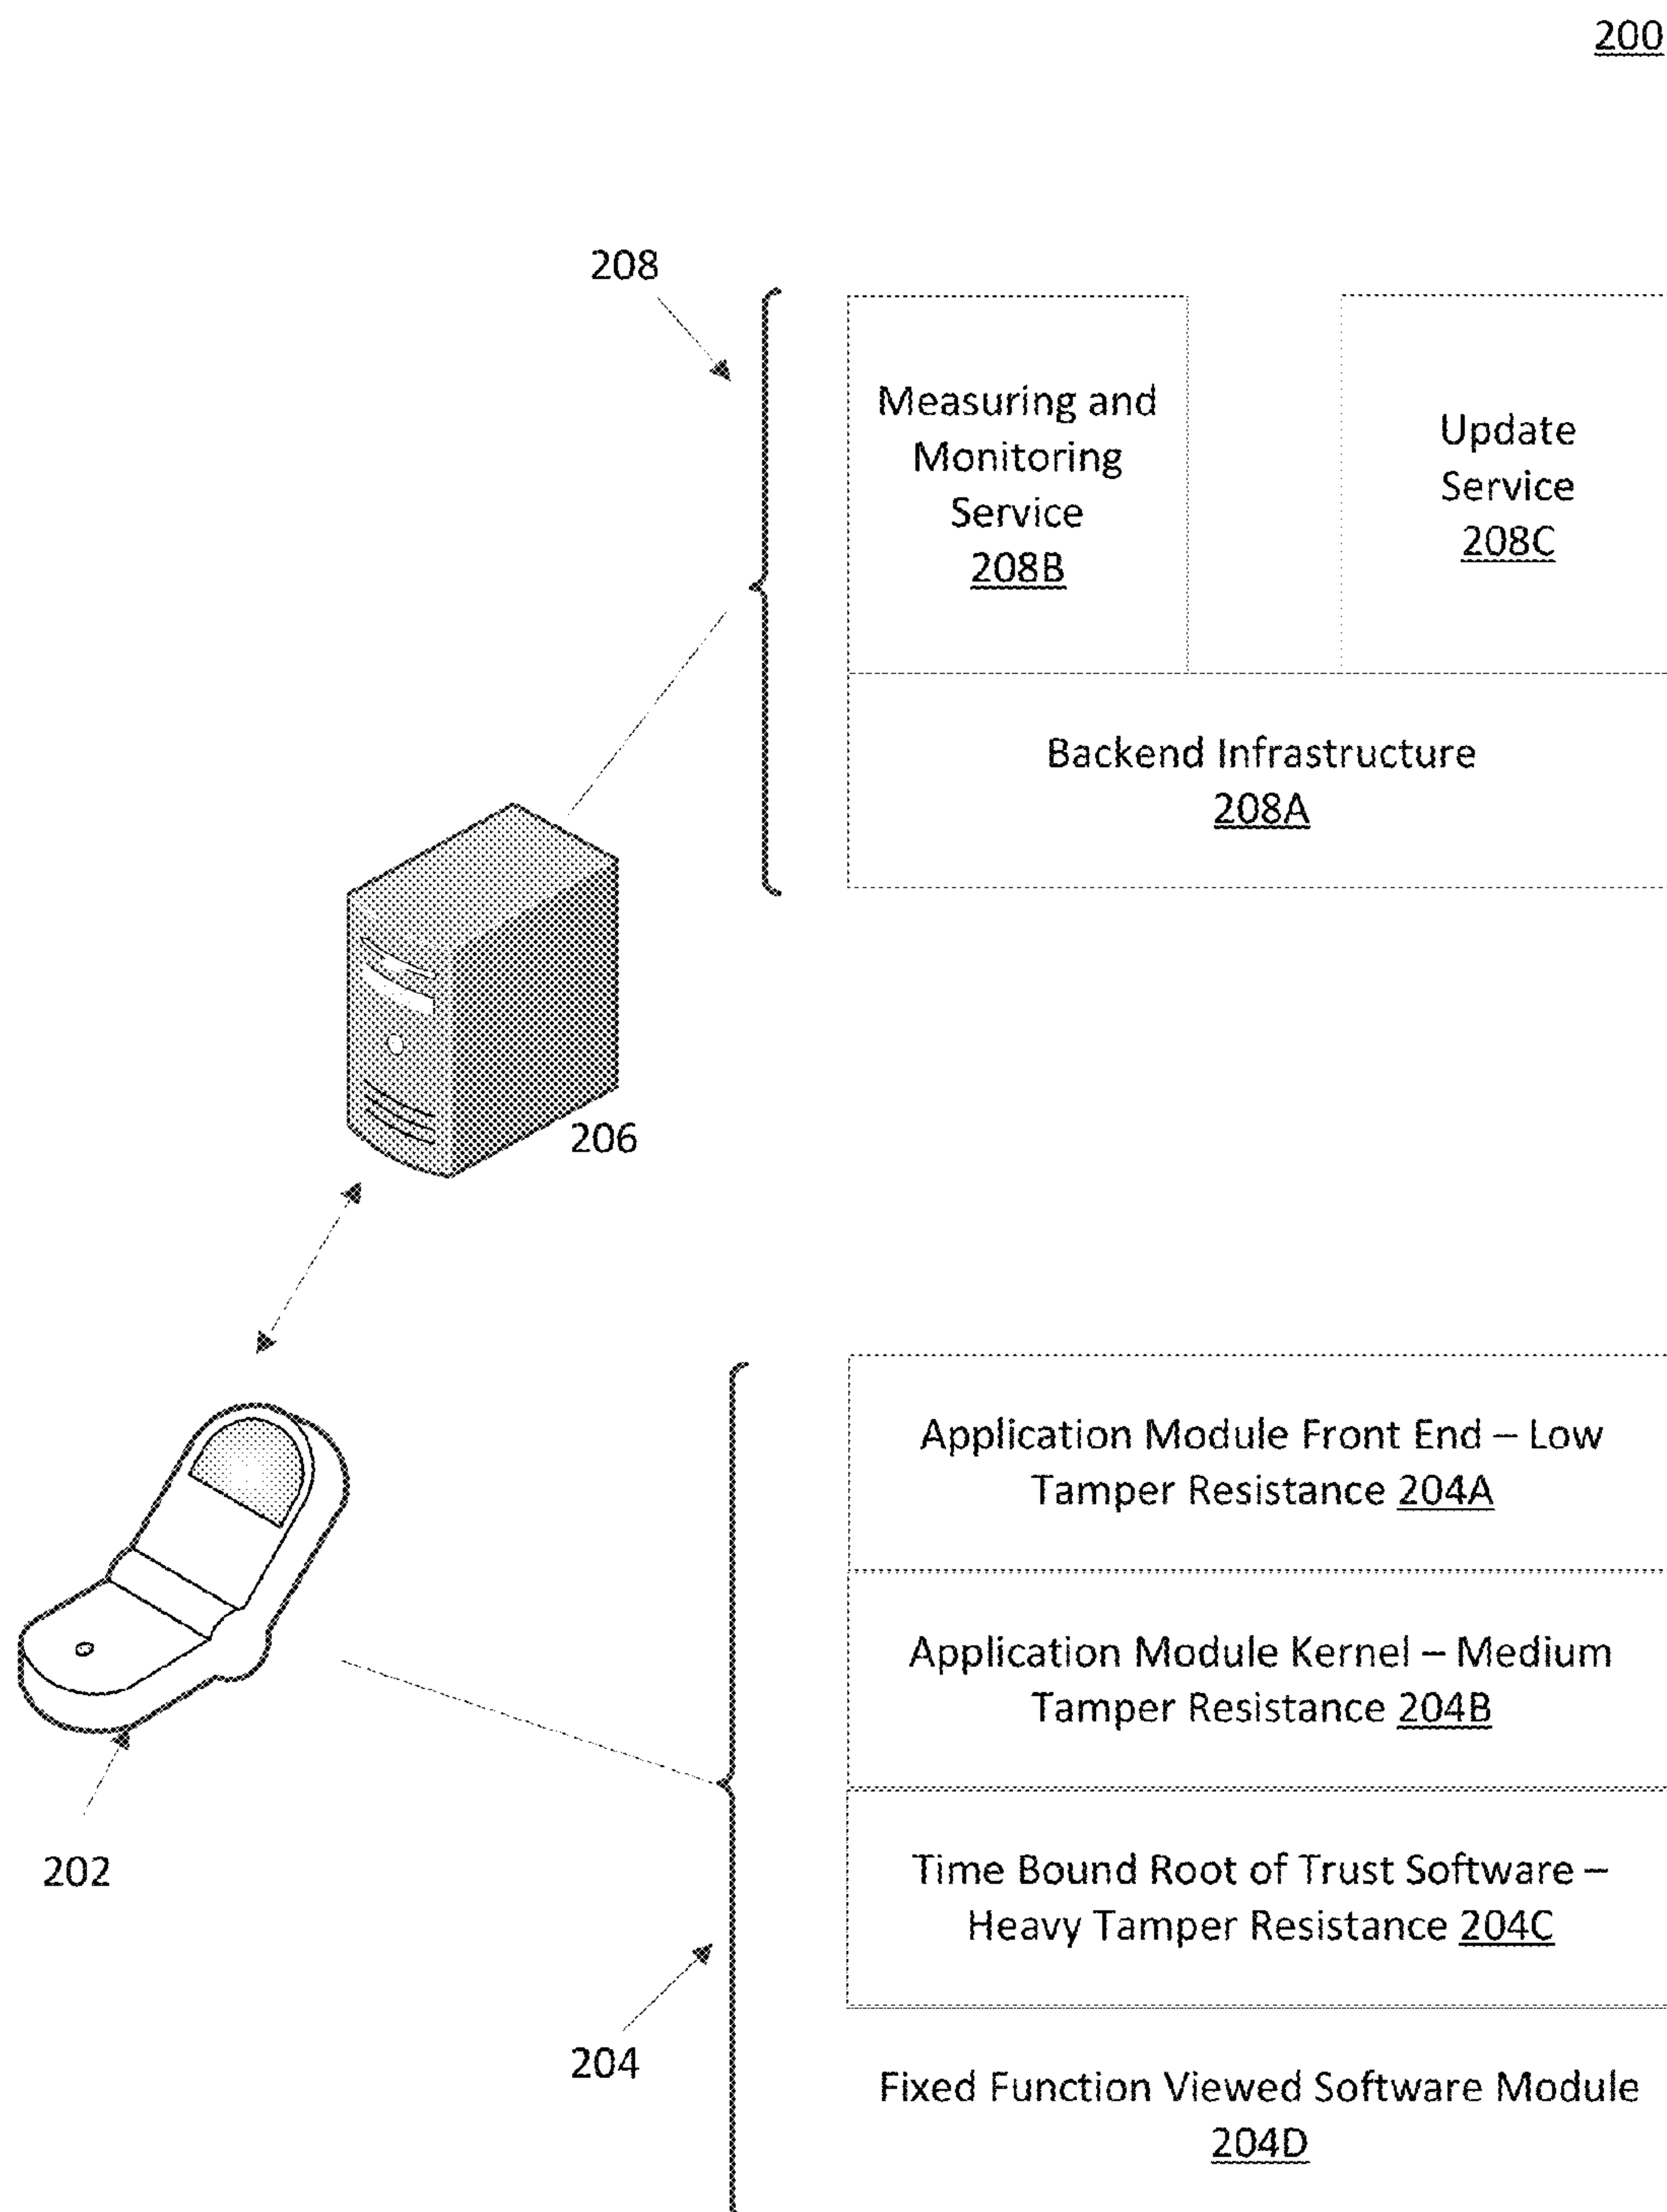 200
208
Measuring and
Monitoring
Service
208B
Update
Service
208C
Backend Infrastructure
208A
206
Application Module Front End – Low
Tamper Resistance 204A
Application Module Kernel – Medium
Tamper Resistance 204B
202
Time Bound Root of Trust Software –
Heavy Tamper Resistance 204C
204
Fixed Function Viewed Software Module
204D